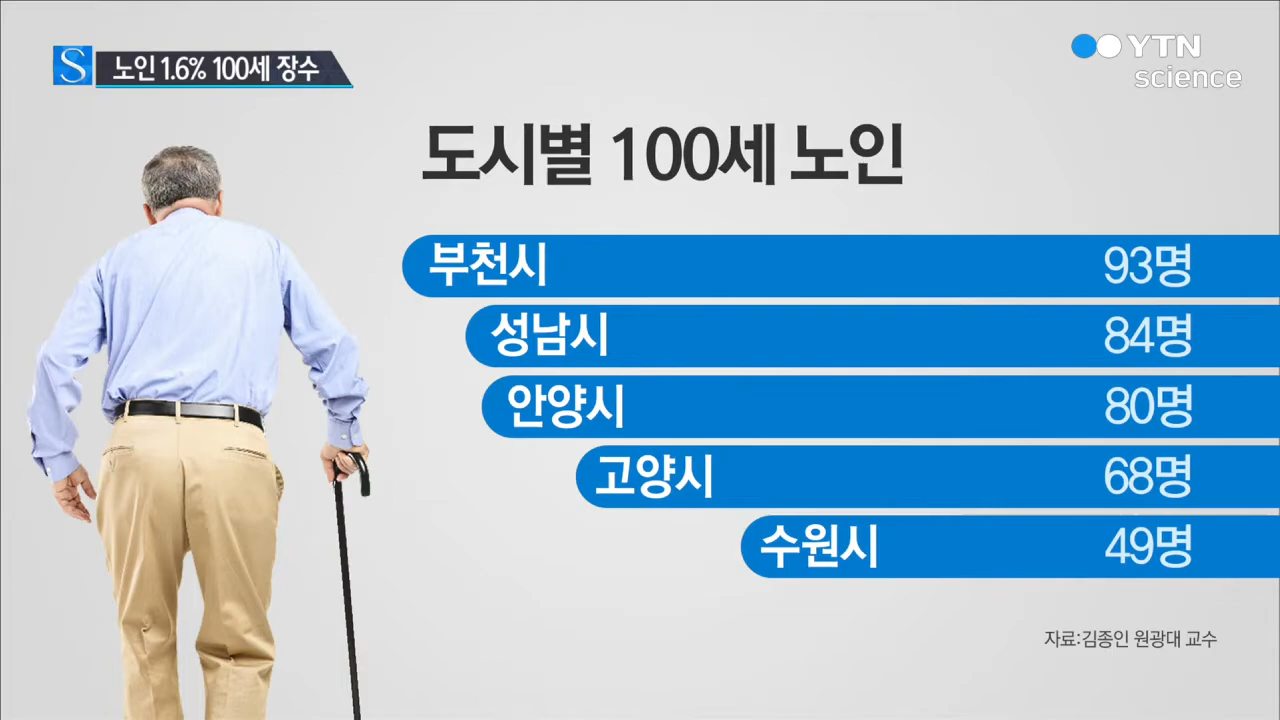 S 노인 1.6% 100세 장수
YTN
science
도시별 100세 노인
부천시 93명
성남시 84명
안양시 80명
고양시 68명
수원시 49명
자료:김종인 원광대 교수